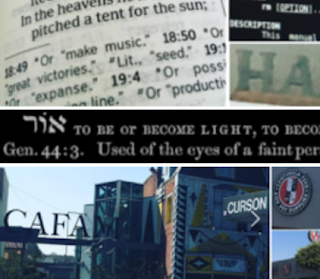 In the heavens
pitched a tent for the sun;
18:49 °Or "make music." 18:50 °Or
"great victories." °Lit., "seed." 19:1
°Or "expanse." 19:4 °Or possi
ing line." °Or "productiv
rm [OPTION]..
DESCRIPTION
This manual
HA
אוֹר TO BE OR BECOME LIGHT, TO BECO
Gen. 44:3. Used of the eyes of a faint per
CAFA
CURSON